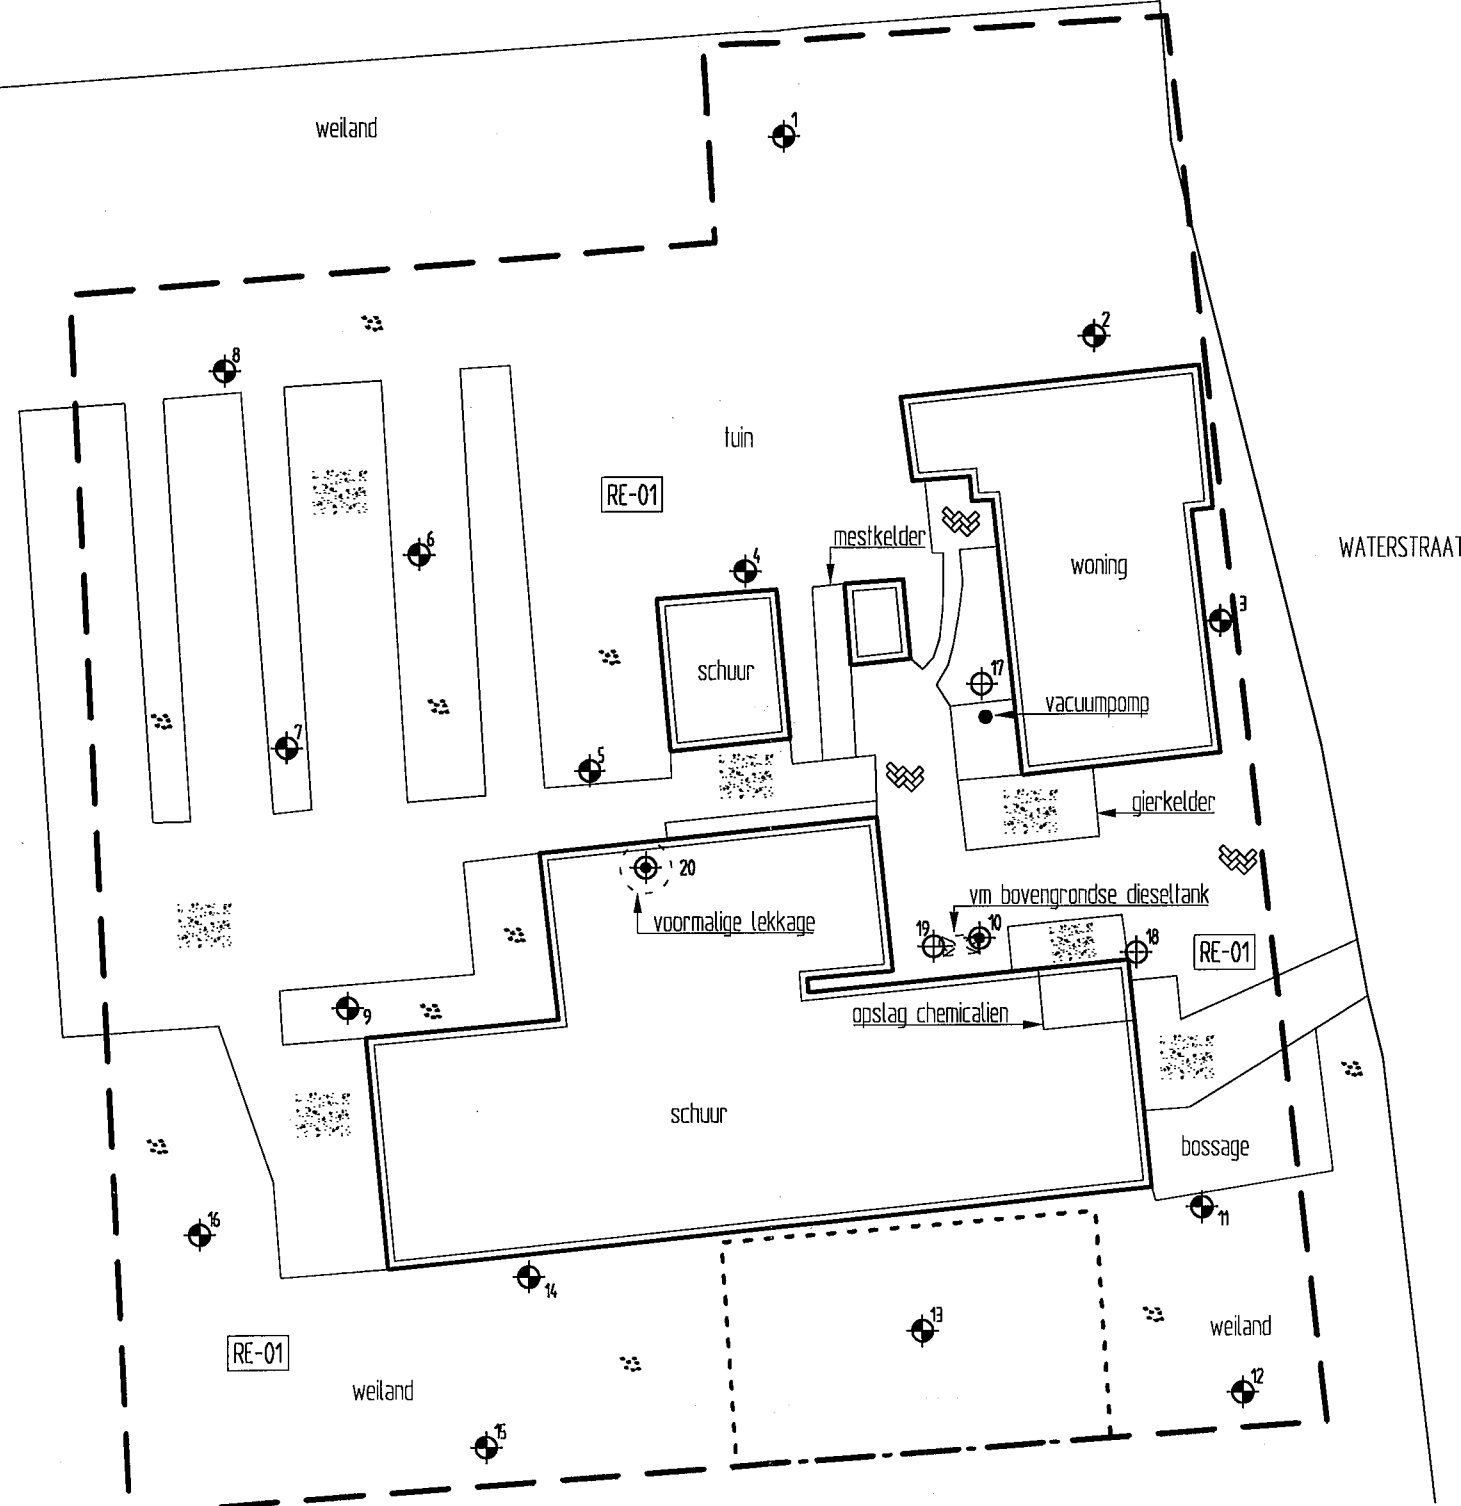 weiland
1
2
8
tuin
RE-01
6
mestkelder
4
woning
WATERSTRAAT
3
schuur
17
vacuumpomp
7
5
gierkelder
20
voormalige lekkage
vm bovengrondse dieseltank
19
10
18
RE-01
9
opslag chemicalien
schuur
bossage
16
11
14
13
weiland
RE-01
weiland
12
15